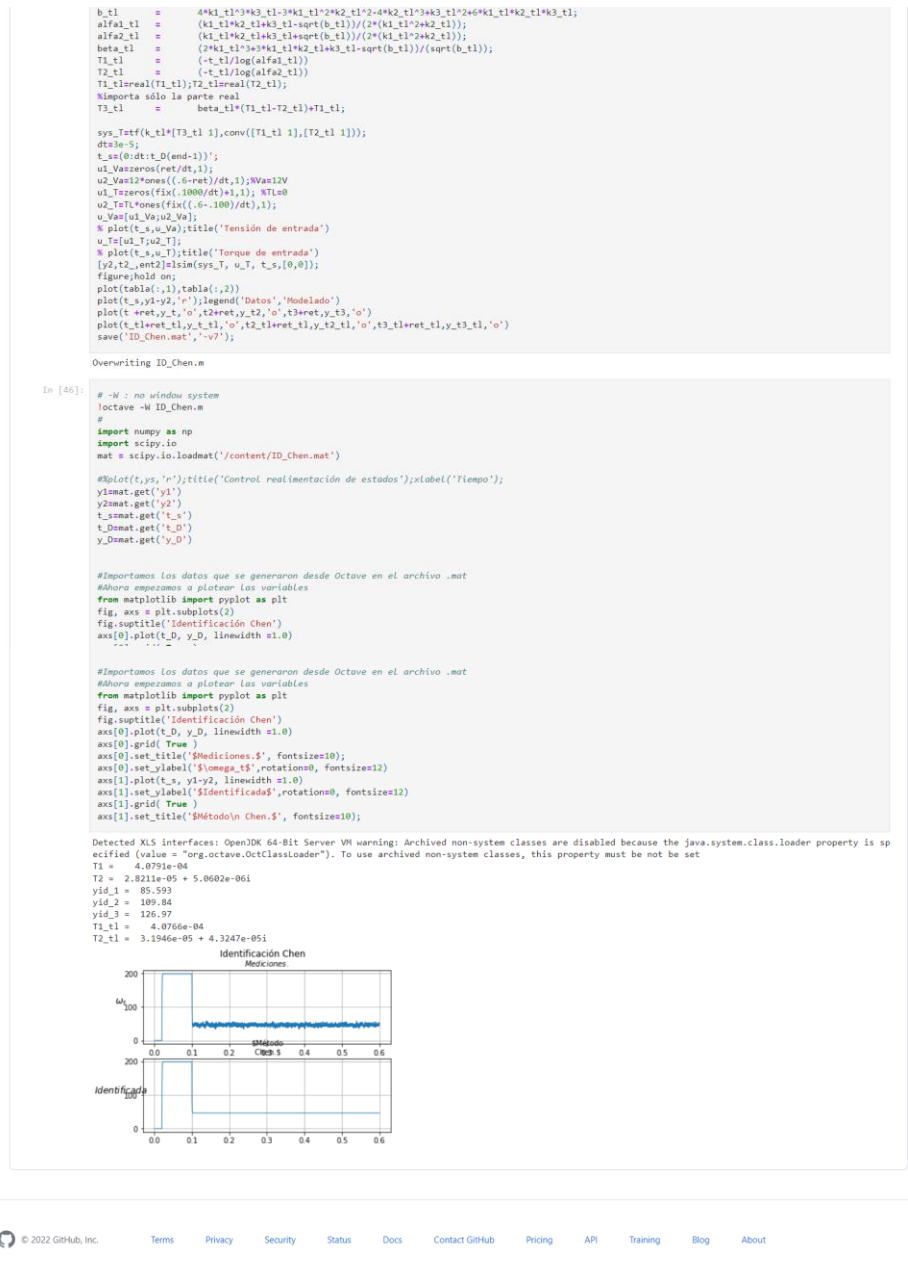 b_tl = 4*k1_tl^3*k3_tl-3*k1_tl^2*k2_tl^2-4*k2_tl^3+k3_tl^2+6*k1_tl*k2_tl*k3_tl;
alfa1_tl = (k1_tl*k2_tl+k3_tl-sqrt(b_tl))/(2*(k1_tl^2+k2_tl));
alfa2_tl = (k1_tl*k2_tl+k3_tl+sqrt(b_tl))/(2*(k1_tl^2+k2_tl));
beta_tl = (2*k1_tl^3+3*k1_tl*k2_tl+k3_tl-sqrt(b_tl))/(sqrt(b_tl));
T1_tl = (-t_tl/log(alfa1_tl))
T2_tl = (-t_tl/log(alfa2_tl))
T1_tl=real(T1_tl);T2_tl=real(T2_tl);
%importa sólo la parte real
T3_tl = beta_tl*(T1_tl-T2_tl)+T1_tl;
sys_T=tf(k_tl*[T3_tl 1],conv([T1_tl 1],[T2_tl 1]));
dt=3e-5;
t_s=(0:dt:t_D(end-1))';
u1_Va=zeros(ret/dt,1);
u2_Va=12*ones((.6-ret)/dt,1);%Va=12V
u1_T=zeros(fix(.1000/dt)+1,1); %TL=0
u2_T=TL*ones(fix((.6-.100)/dt),1);
u_Va=[u1_Va;u2_Va];
% plot(t_s,u_Va);title('Tensión de entrada')
u_T=[u1_T;u2_T];
% plot(t_s,u_T);title('Torque de entrada')
[y2,t2_,ent2]=lsim(sys_T, u_T, t_s,[0,0]);
figure;hold on;
plot(tabla(:,1),tabla(:,2))
plot(t_s,y1-y2,'r');legend('Datos','Modelado')
plot(t +ret,y_t,'o',t2+ret,y_t2,'o',t3+ret,y_t3,'o')
plot(t_tl+ret_tl,y_t_tl,'o',t2_tl+ret_tl,y_t2_tl,'o',t3_tl+ret_tl,y_t3_tl,'o')
save('ID_Chen.mat','-v7');
Overwriting ID_Chen.m
In [46]:
# -W : no window system
!octave -W ID_Chen.m
#
import numpy as np
import scipy.io
mat = scipy.io.loadmat('/content/ID_Chen.mat')
#%plot(t,ys,'r');title('Control realimentación de estados');xlabel('Tiempo');
y1=mat.get('y1')
y2=mat.get('y2')
t_s=mat.get('t_s')
t_D=mat.get('t_D')
y_D=mat.get('y_D')
#Importamos los datos que se generaron desde Octave en el archivo .mat
#Ahora empezamos a plotear las variables
from matplotlib import pyplot as plt
fig, axs = plt.subplots(2)
fig.suptitle('Identificación Chen')
axs[0].plot(t_D, y_D, linewidth =1.0)
#Importamos los datos que se generaron desde Octave en el archivo .mat
#Ahora empezamos a plotear las variables
from matplotlib import pyplot as plt
fig, axs = plt.subplots(2)
fig.suptitle('Identificación Chen')
axs[0].plot(t_D, y_D, linewidth =1.0)
axs[0].grid( True )
axs[0].set_title('$Mediciones.$', fontsize=10);
axs[0].set_ylabel('$\omega_t$',rotation=0, fontsize=12)
axs[1].plot(t_s, y1-y2, linewidth =1.0)
axs[1].set_ylabel('$Identificada$',rotation=0, fontsize=12)
axs[1].grid( True )
axs[1].set_title('$Método\n Chen.$', fontsize=10);
Detected XLS interfaces: OpenJDK 64-Bit Server VM warning: Archived non-system classes are disabled because the java.system.class.loader property is sp
ecified (value = "org.octave.OctClassLoader"). To use archived non-system classes, this property must be not be set
T1 = 4.0791e-04
T2 = 2.8211e-05 + 5.0602e-06i
yid_1 = 85.593
yid_2 = 109.84
yid_3 = 126.97
T1_tl = 4.0766e-04
T2_tl = 3.1946e-05 + 4.3247e-05i
Identificación Chen
Mediciones.
200
ωt
100
0
0.0 0.1 0.2 0.3 0.4 0.5 0.6
$Método
Chen.$
200
Identificada
100
0
0.0 0.1 0.2 0.3 0.4 0.5 0.6
© 2022 GitHub, Inc. Terms Privacy Security Status Docs Contact GitHub Pricing API Training Blog About